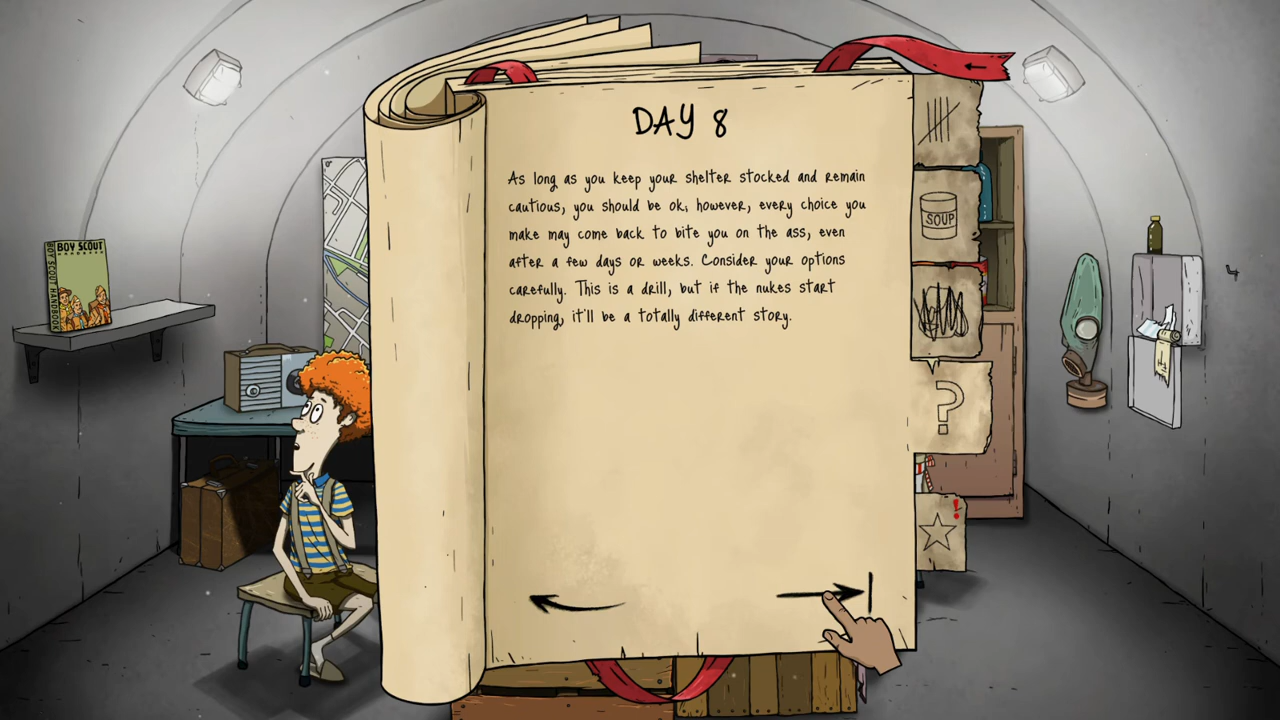 DAY 8
As long as you keep your shelter stocked and remain
cautious, you should be ok; however, every choice you
make may come back to bite you on the ass, even
after a few days or weeks. Consider your options
carefully. This is a drill, but if the nukes start
dropping, it'll be a totally different story.
SOUP
?
!
BOY SCOUT
BOY SCOUT HANDBOOK